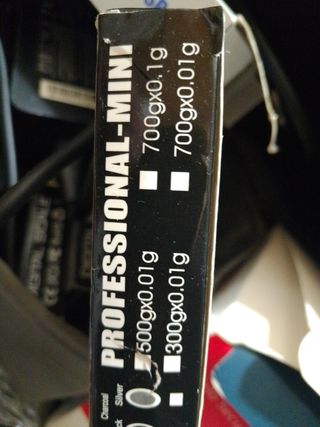 PROFESSIONAL-MINI
500gx0.01g
700gx0,1g
300gx0.01g
700gx0.01g
Charcoal
Silver